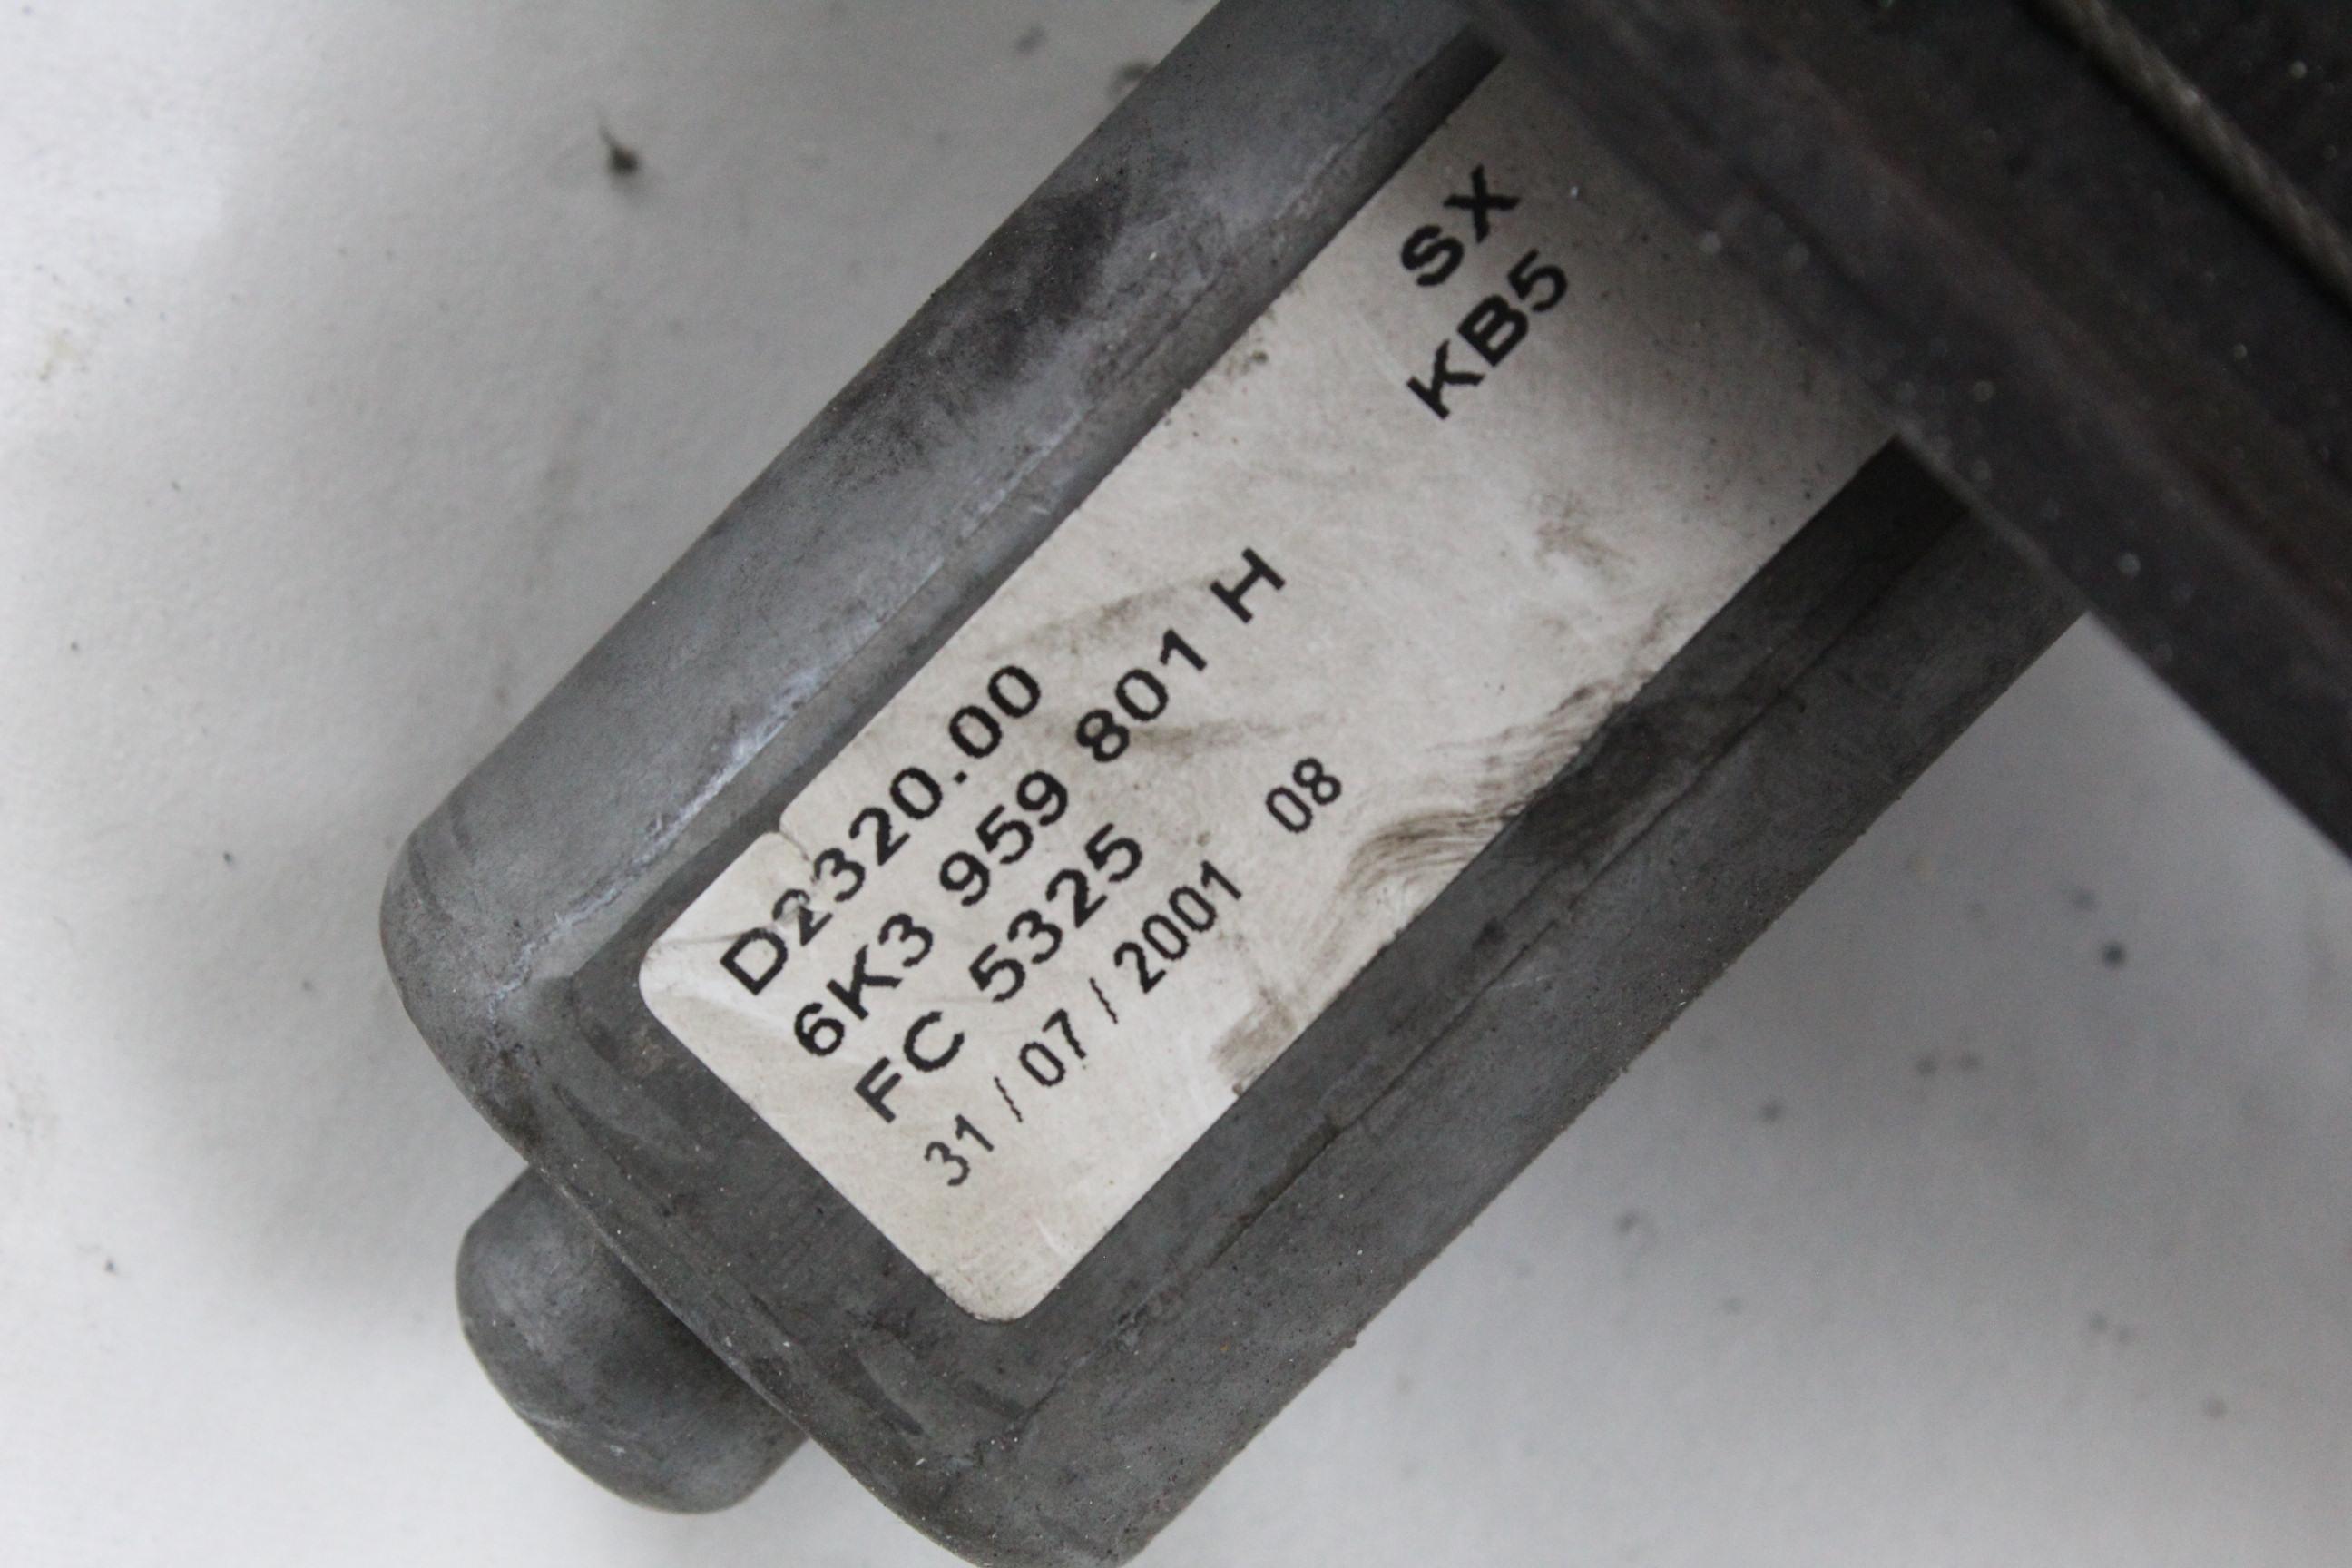 SX
KB5
D2320.00
6K3 959 801 H
FC 5325
31 / 07 / 2001 08